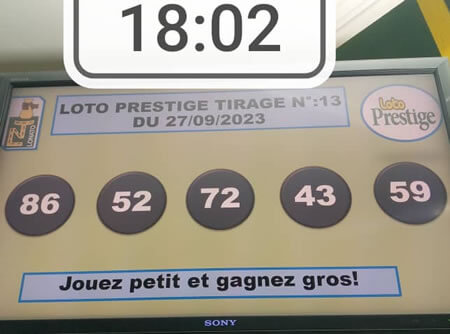 18:02
LOTO PRESTIGE TIRAGE N°:13
DU 27/09/2023
Loto
Prestige
LONATO
86 52 72 43 59
Jouez petit et gagnez gros!
SONY